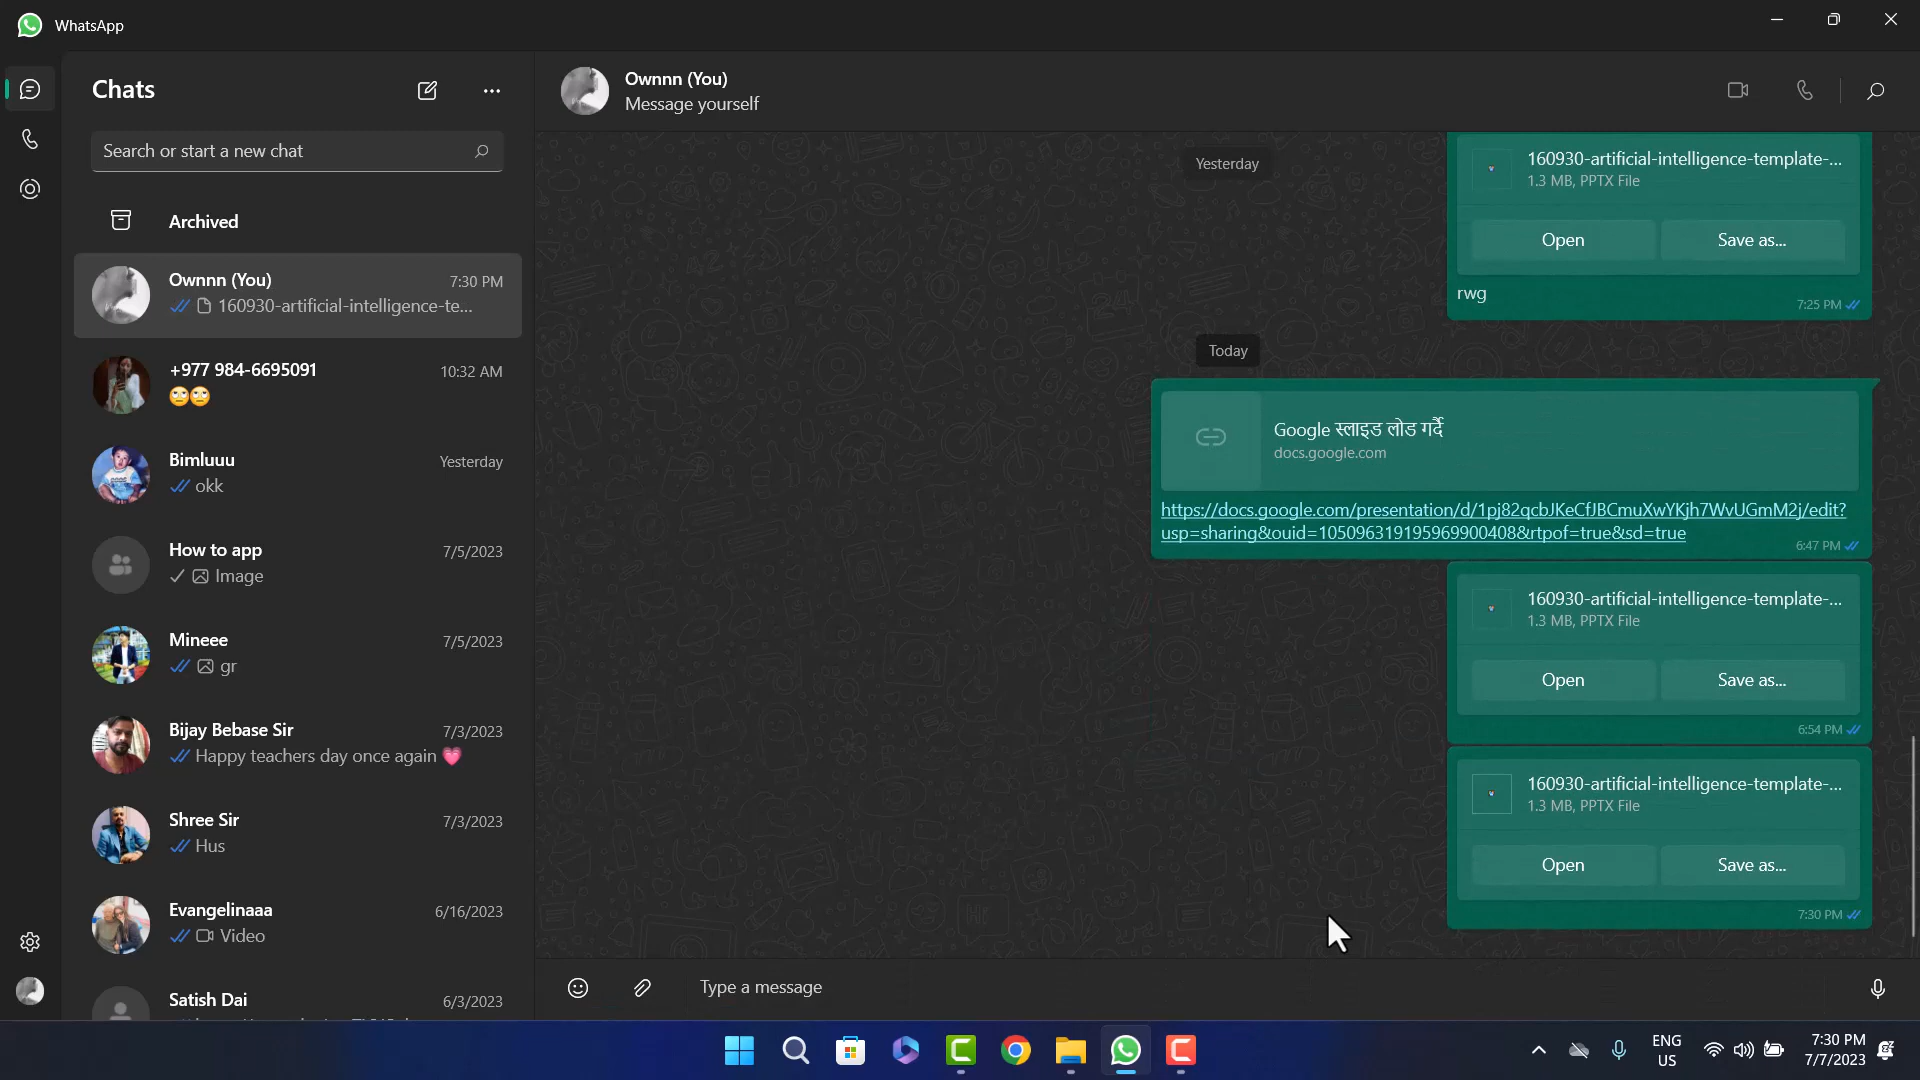 WhatsApp
Chats
Search or start a new chat
Archived
Ownnn (You)
7:30 PM
160930-artificial-intelligence-te...
+977 984-6695091
10:32 AM
🙄🙄
Bimluuu
Yesterday
okk
How to app
7/5/2023
Image
Mineee
7/5/2023
gr
Bijay Bebase Sir
7/3/2023
Happy teachers day once again 💗
Shree Sir
7/3/2023
Hus
Evangelinaaa
6/16/2023
Video
Satish Dai
6/3/2023
Ownnn (You)
Message yourself
Yesterday
160930-artificial-intelligence-template-...
1.3 MB, PPTX File
Open
Save as...
rwg
7:25 PM
Today
Google स्लाइड लोड गर्दै
docs.google.com
https://docs.google.com/presentation/d/1pj82qcbJKeCfJBCmuXwYKjh7WvUGmM2j/edit?
usp=sharing&ouid=105096319195969900408&rtpof=true&sd=true
6:47 PM
160930-artificial-intelligence-template-...
1.3 MB, PPTX File
Open
Save as...
6:54 PM
160930-artificial-intelligence-template-...
1.3 MB, PPTX File
Open
Save as...
7:30 PM
Type a message
ENG
US
7:30 PM
7/7/2023